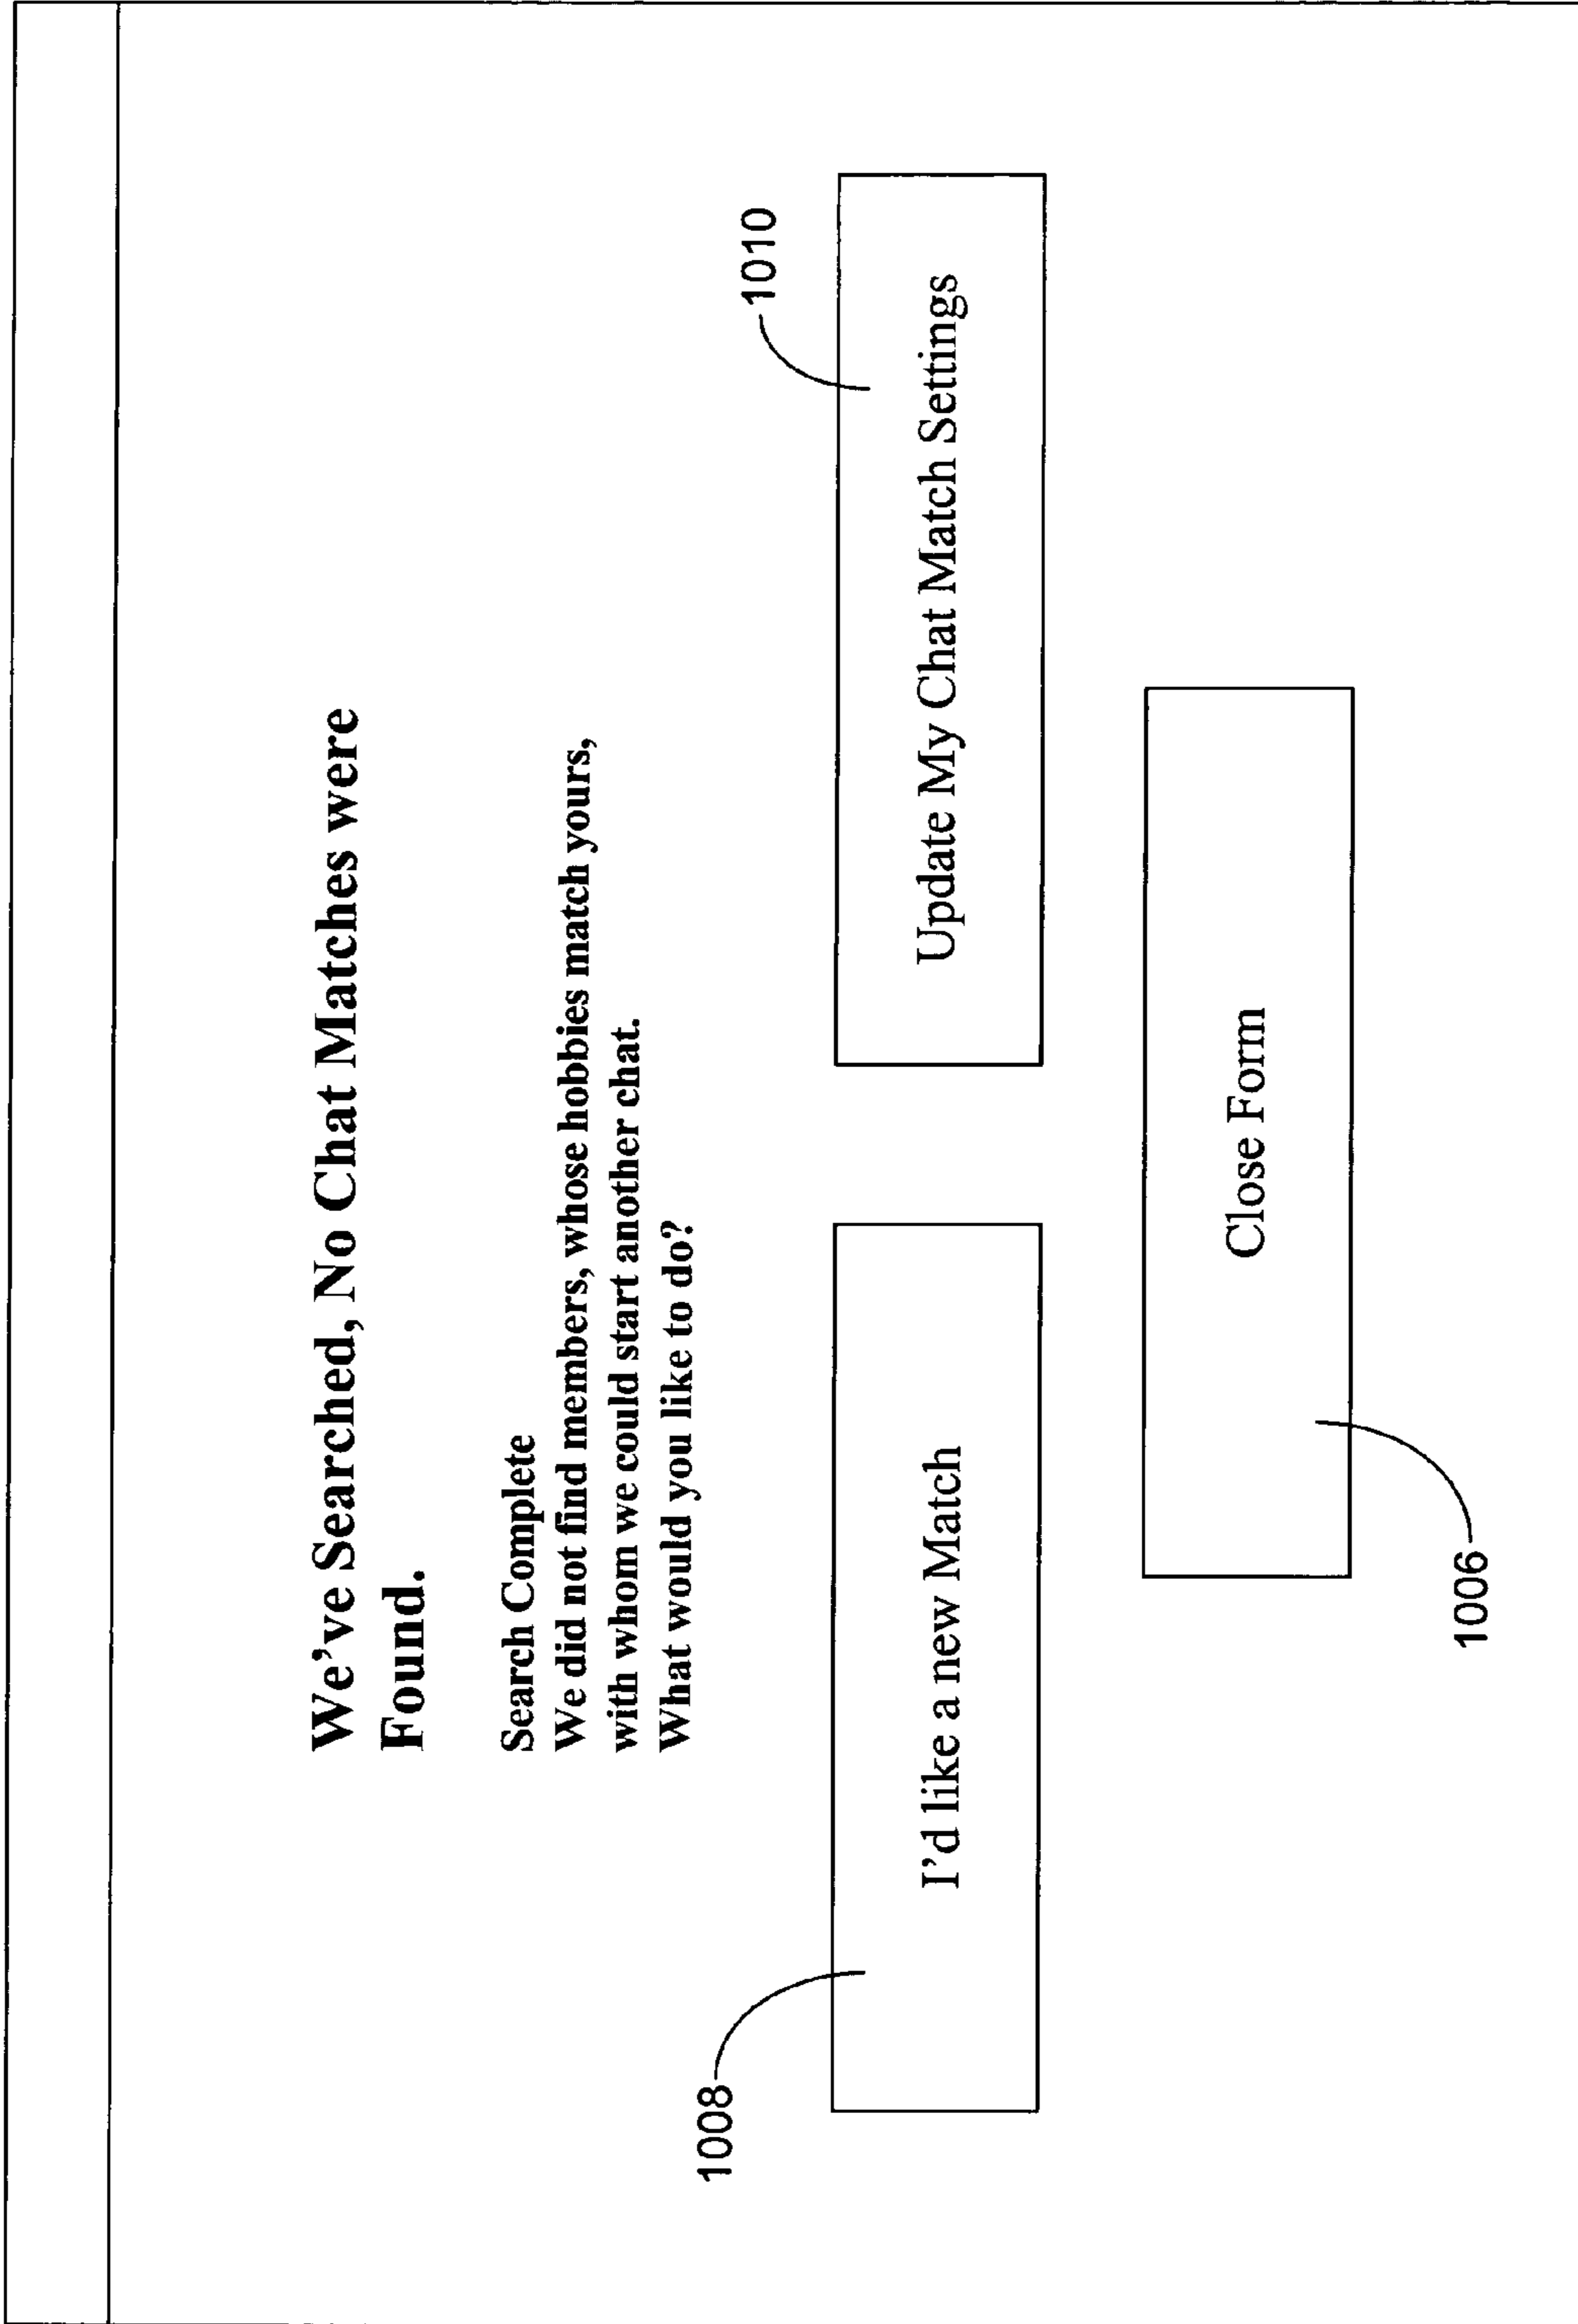 We've Searched, No Chat Matches were
Found.
Search Complete
We did not find members, whose hobbies match yours,
with whom we could start another chat.
What would you like to do?
1008
1010
I'd like a new Match
Update My Chat Match Settings
Close Form
1006